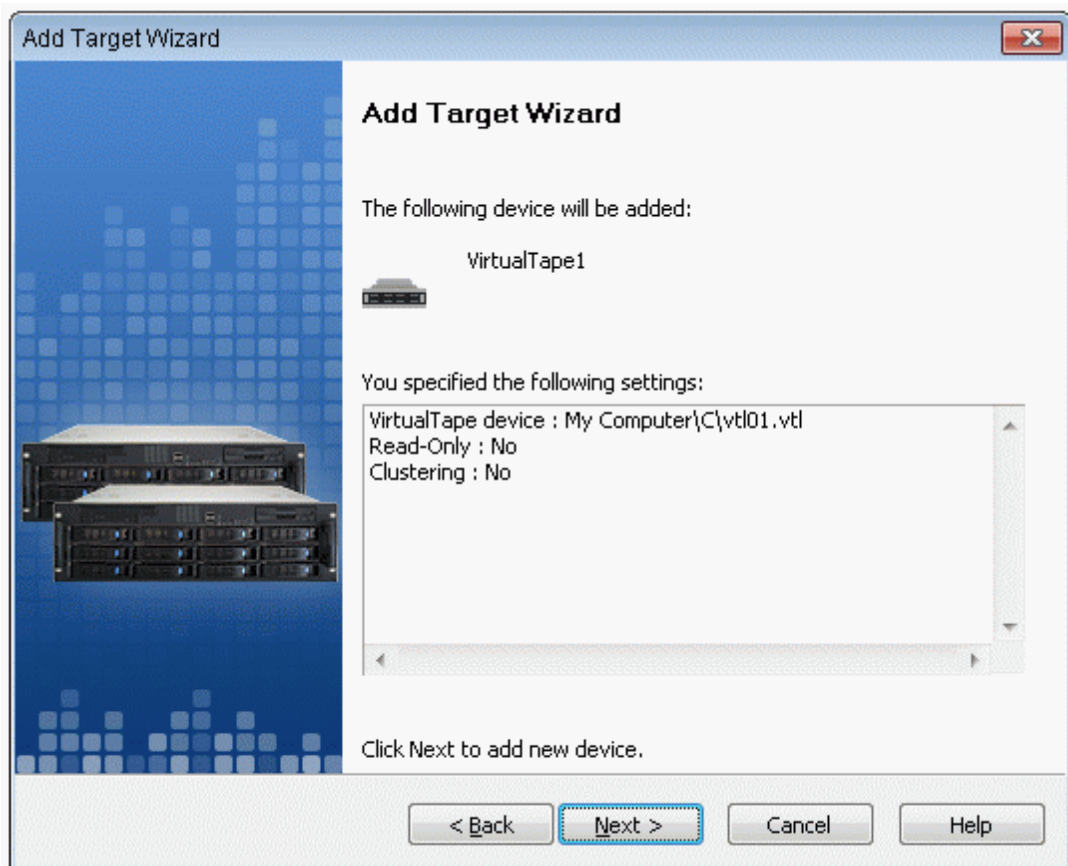 Add Target Wizard
Add Target Wizard
The following device will be added:
VirtualTape1
You specified the following settings:
VirtualTape device : My Computer\C\vtl01.vtl
Read-Only : No
Clustering : No
Click Next to add new device.
< Back
Next >
Cancel
Help